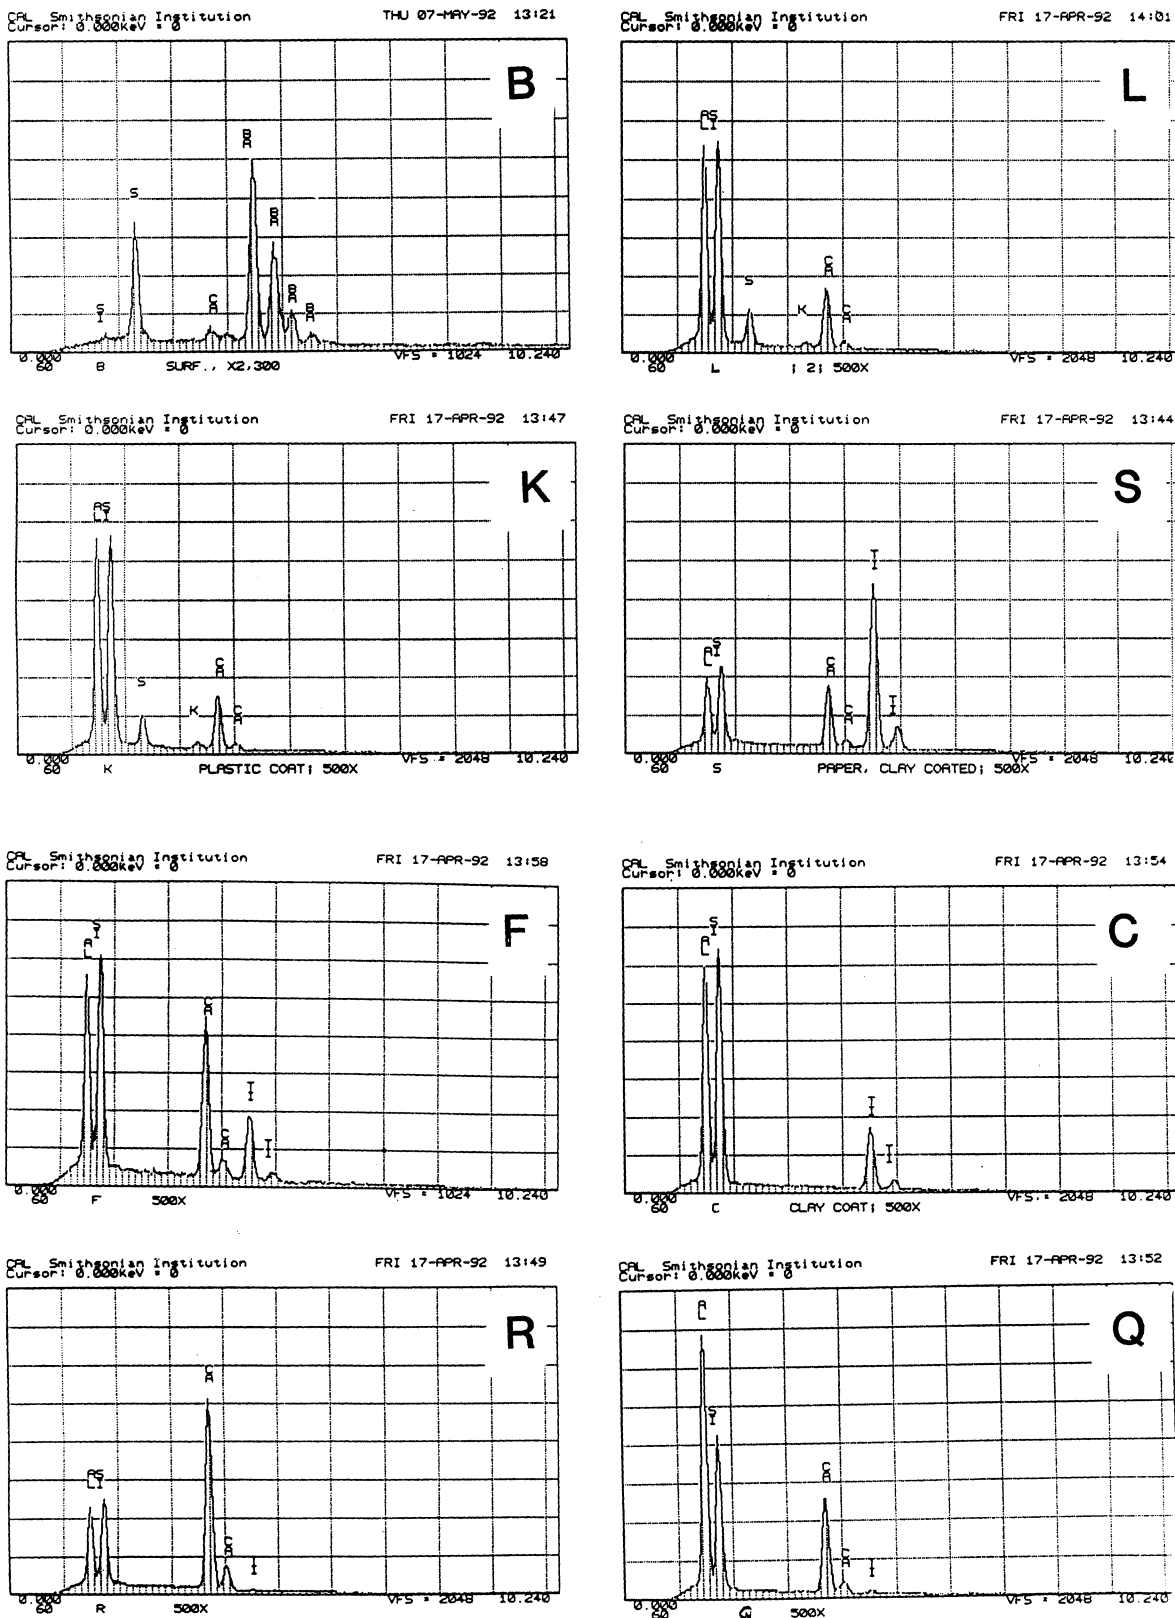 CAL Smithsonian Institution THU 07-MAY-92 13:21
Cursor: 0.000keV = 0
B
BA
S
BA
SI
CA
BA
BA
0.000 VFS = 1024 10.240
60 B SURF., X2,300
CAL Smithsonian Institution FRI 17-APR-92 14:01
Cursor: 0.000keV = 0
L
AL SI
S
CA
K
CA
0.000 VFS = 2048 10.240
60 L ; 2; 500X
CAL Smithsonian Institution FRI 17-APR-92 13:47
Cursor: 0.000keV = 0
K
AL SI
S
CA
K
CA
0.000 VFS = 2048 10.240
60 K PLASTIC COAT; 500X
CAL Smithsonian Institution FRI 17-APR-92 13:44
Cursor: 0.000keV = 0
S
TI
AL SI
CA
CA
TI
0.000 VFS = 2048 10.240
60 S PAPER, CLAY COATED; 500X
CAL Smithsonian Institution FRI 17-APR-92 13:58
Cursor: 0.000keV = 0
F
AL SI
CA
TI
CA
TI
0.000 VFS = 1024 10.240
60 F 500X
CAL Smithsonian Institution FRI 17-APR-92 13:54
Cursor: 0.000keV = 0
C
AL SI
TI
TI
0.000 VFS = 2048 10.240
60 C CLAY COAT; 500X
CAL Smithsonian Institution FRI 17-APR-92 13:49
Cursor: 0.000keV = 0
R
CA
AL SI
CA
TI
0.000 VFS = 2048 10.240
60 R 500X
CAL Smithsonian Institution FRI 17-APR-92 13:52
Cursor: 0.000keV = 0
Q
AL
SI
CA
CA
TI
0.000 VFS = 2048 10.240
60 Q 500X